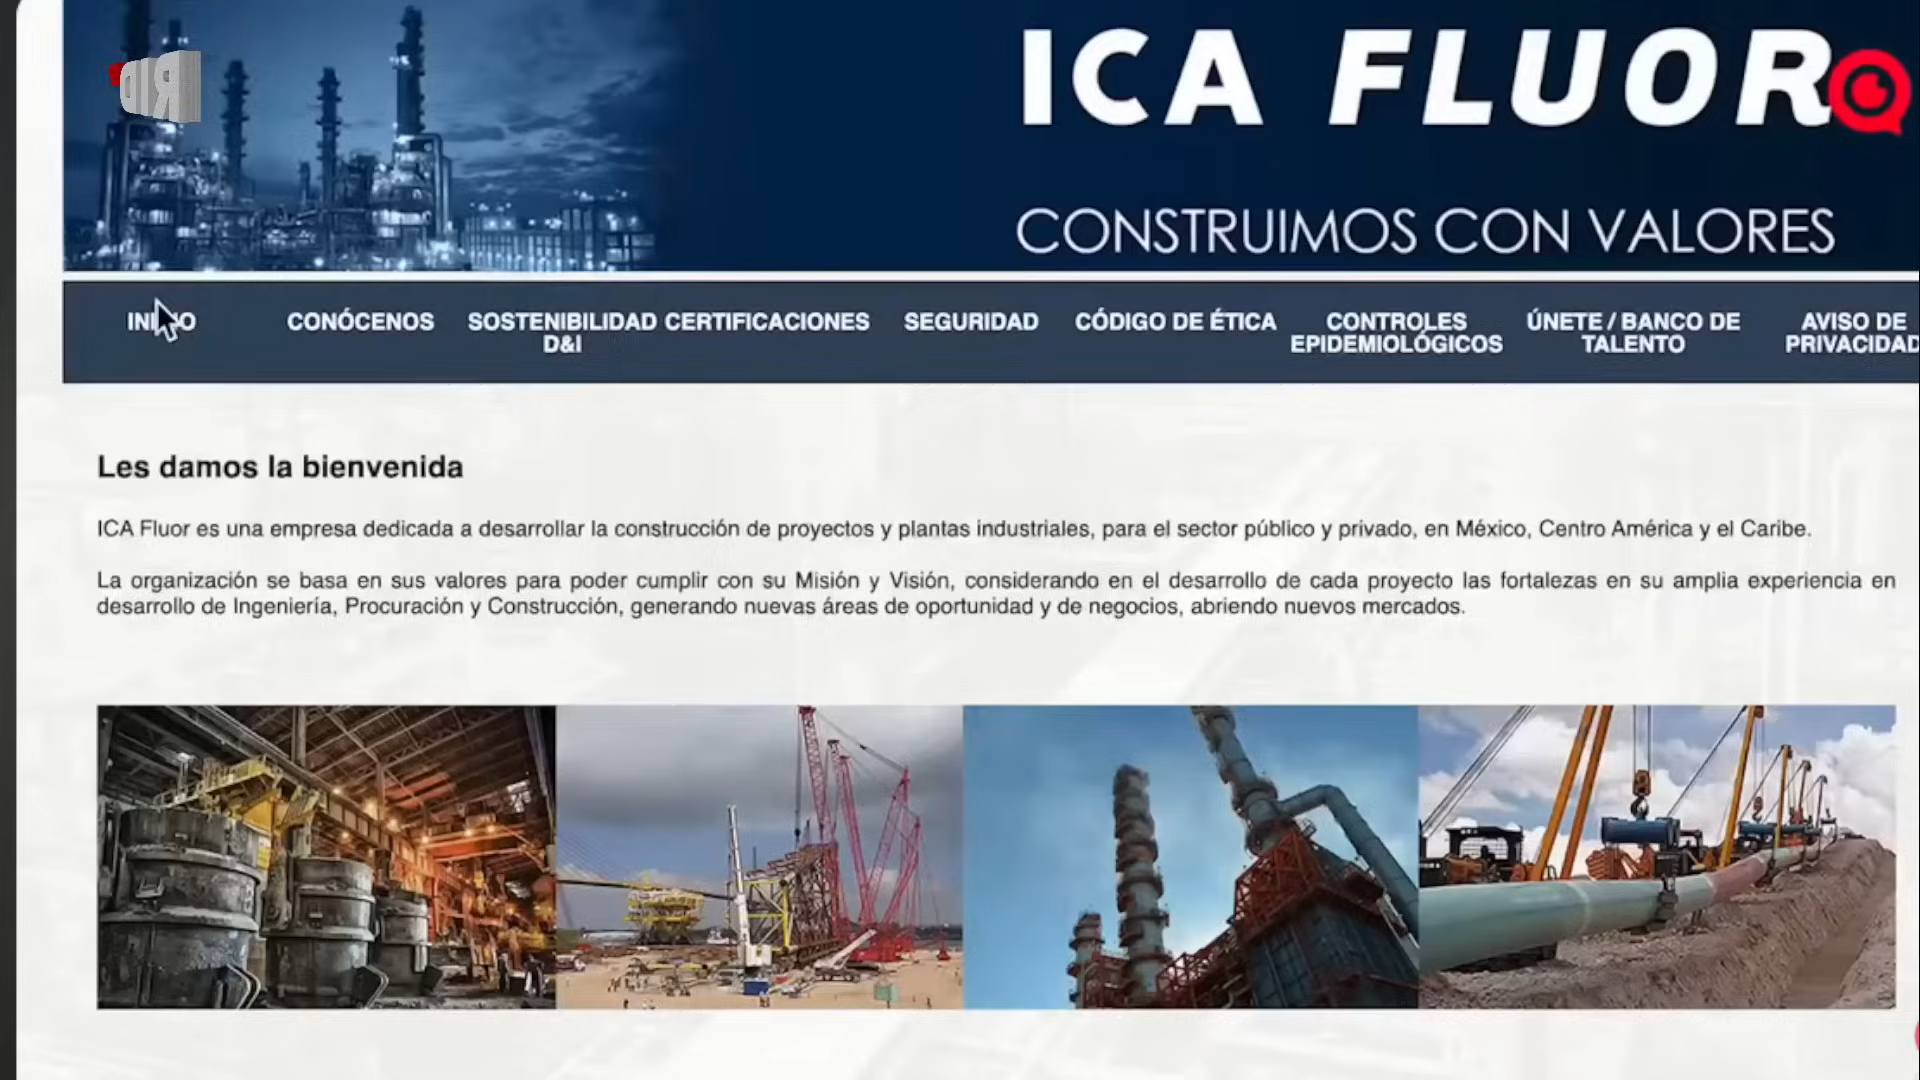 ICA FLUOR
CONSTRUIMOS CON VALORES
INICIO
CONÓCENOS
SOSTENIBILIDAD
D&I
CERTIFICACIONES
SEGURIDAD
CÓDIGO DE ÉTICA
CONTROLES
EPIDEMIOLÓGICOS
ÚNETE / BANCO DE
TALENTO
AVISO DE
PRIVACIDAD
Les damos la bienvenida
ICA Fluor es una empresa dedicada a desarrollar la construcción de proyectos y plantas industriales, para el sector público y privado, en México, Centro América y el Caribe.
La organización se basa en sus valores para poder cumplir con su Misión y Visión, considerando en el desarrollo de cada proyecto las fortalezas en su amplia experiencia en
desarrollo de Ingeniería, Procuración y Construcción, generando nuevas áreas de oportunidad y de negocios, abriendo nuevos mercados.